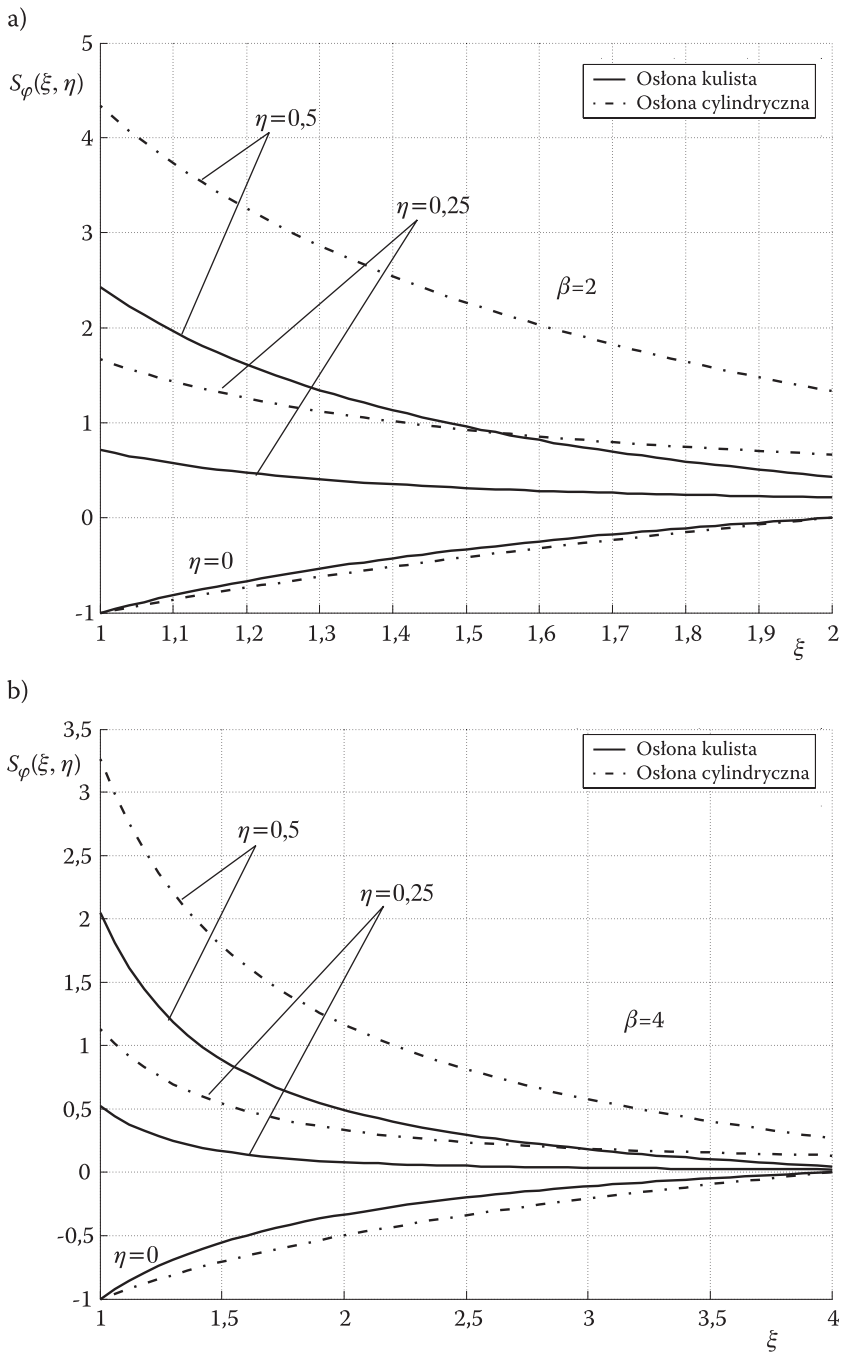 a)
5
S_φ(ξ, η)
Osłona kulista
Osłona cylindryczna
η=0,5
4
η=0,25
3
β=2
2
1
0
η=0
-1
1 1,1 1,2 1,3 1,4 1,5 1,6 1,7 1,8 1,9 2
ξ
b)
3,5
S_φ(ξ, η)
Osłona kulista
Osłona cylindryczna
3
η=0,5
2,5
η=0,25
2
1,5
β=4
1
0,5
0
-0,5
η=0
-1
1 1,5 2 2,5 3 3,5 4
ξ